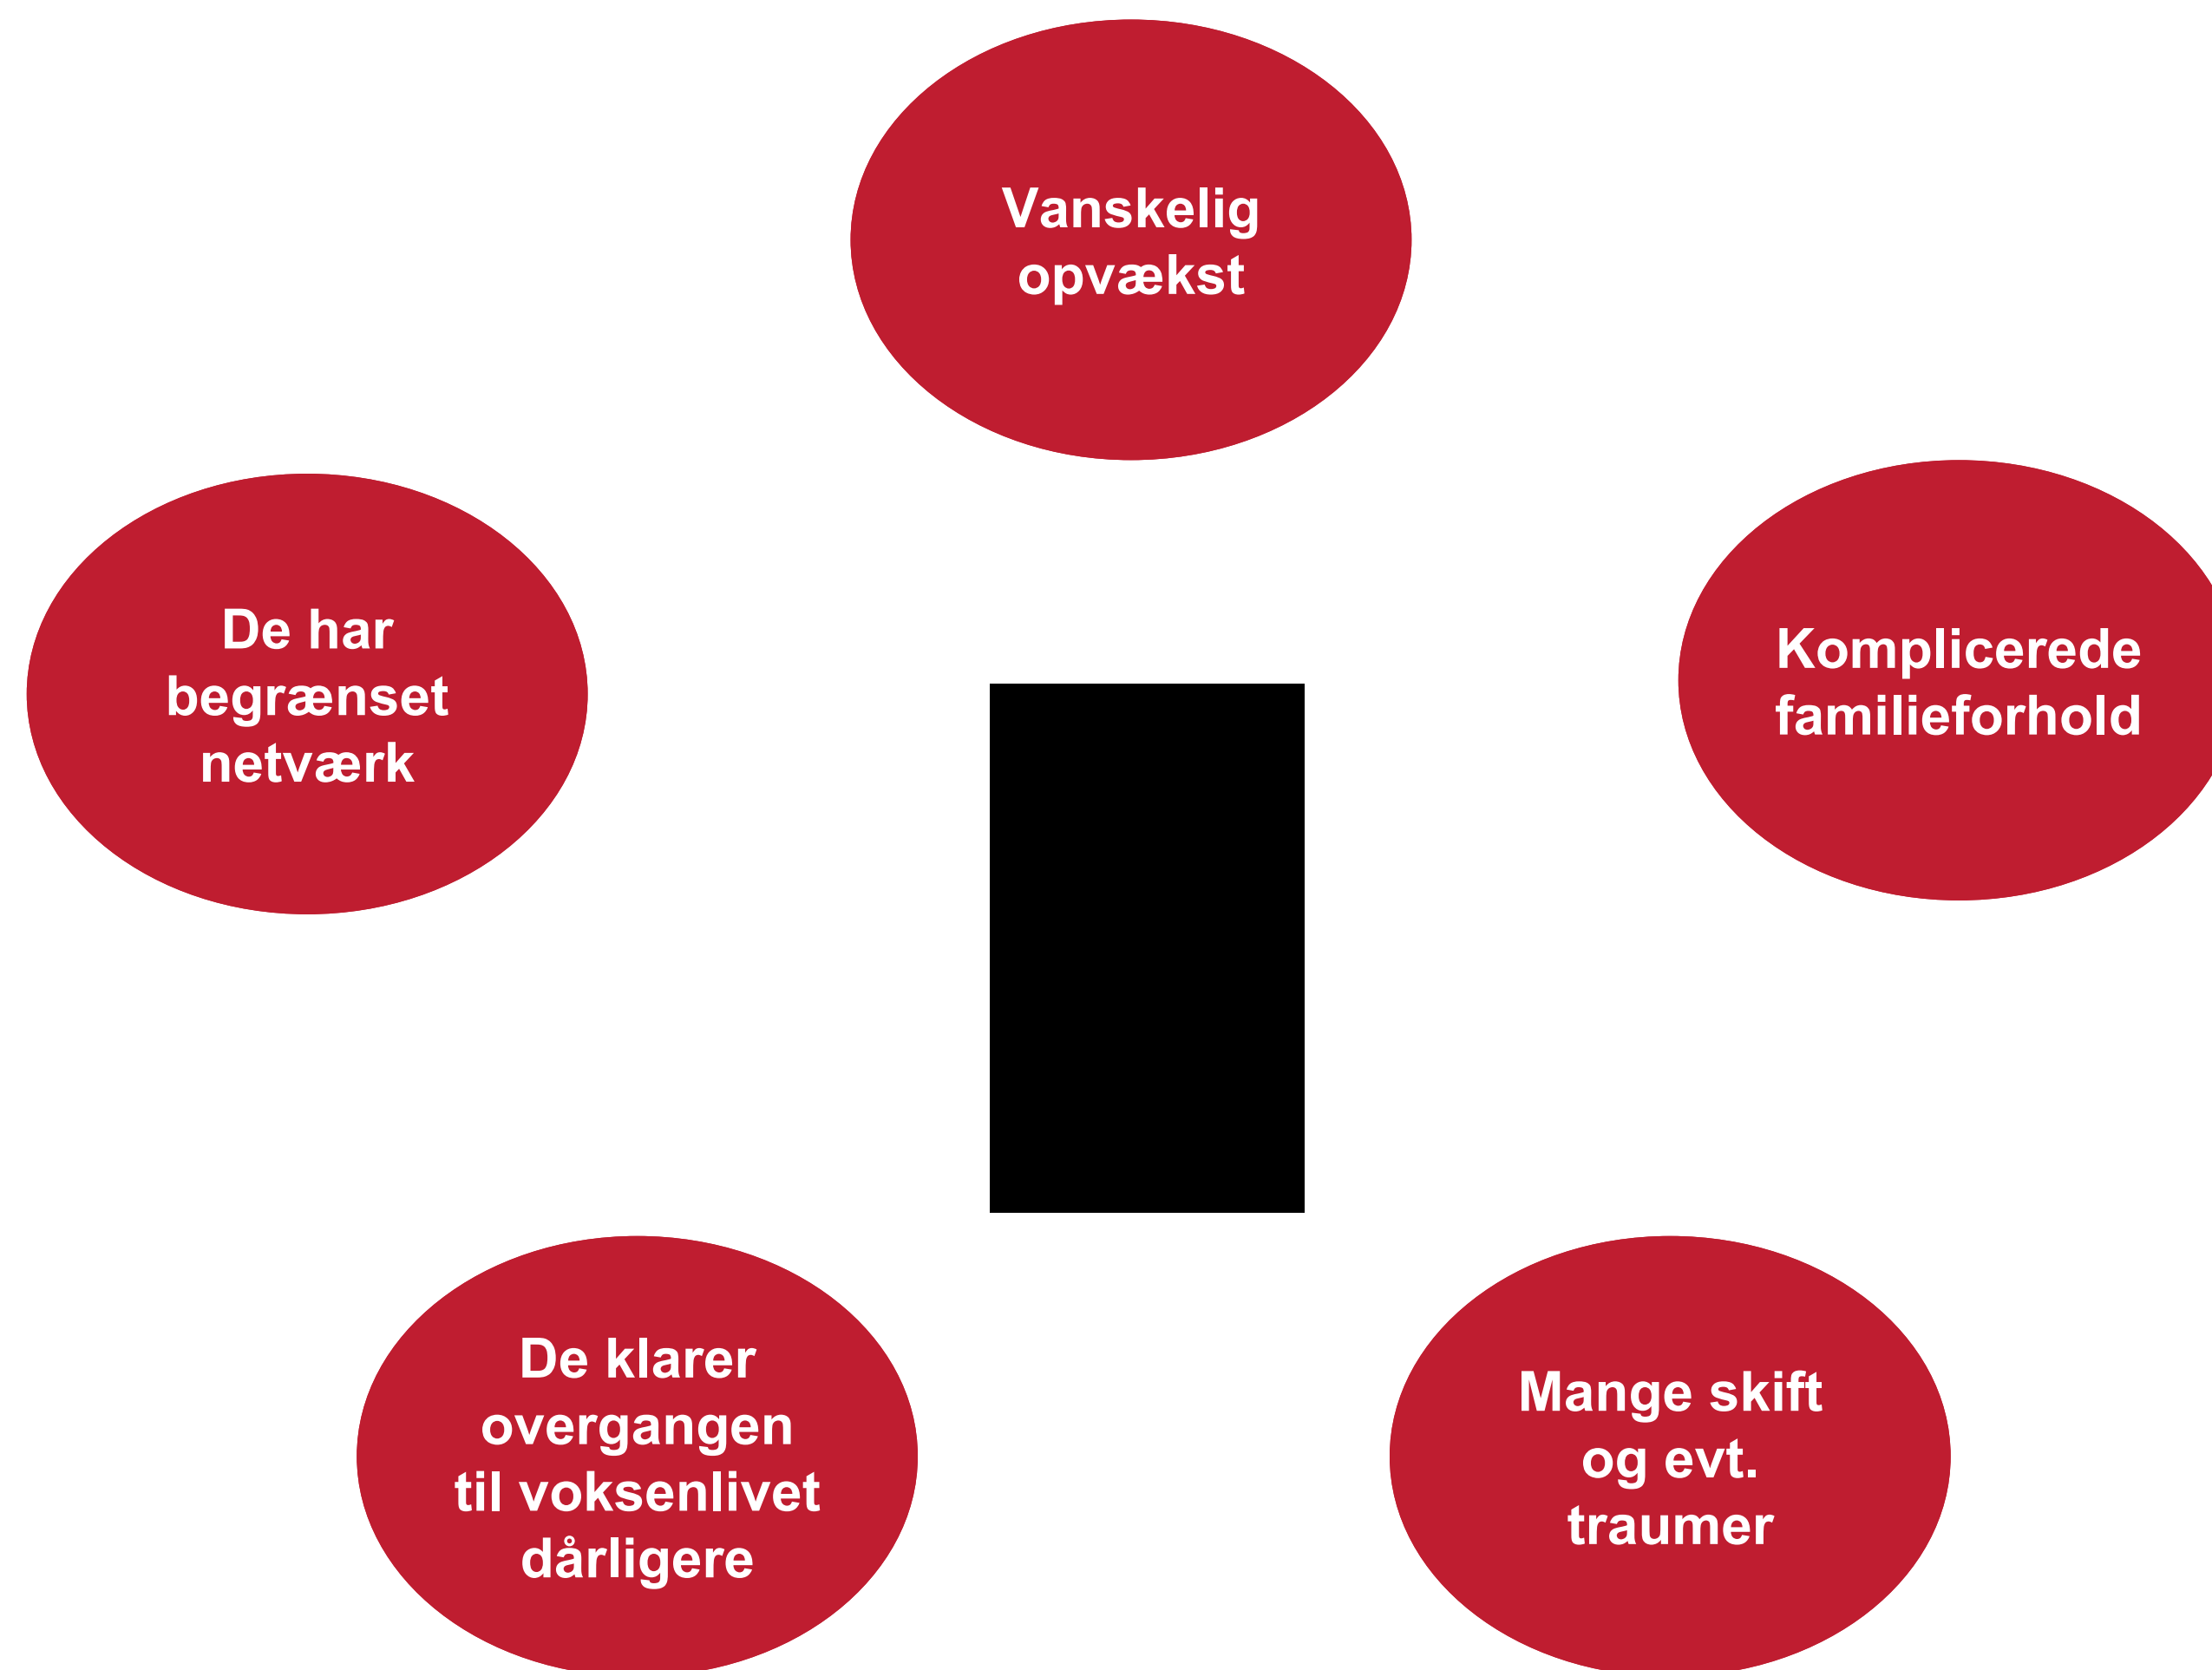 Vanskelig
opvækst
De har
begrænset
netværk
Komplicerede
familieforhold
De klarer
overgangen
til voksenlivet
dårligere
Mange skift
og evt.
traumer